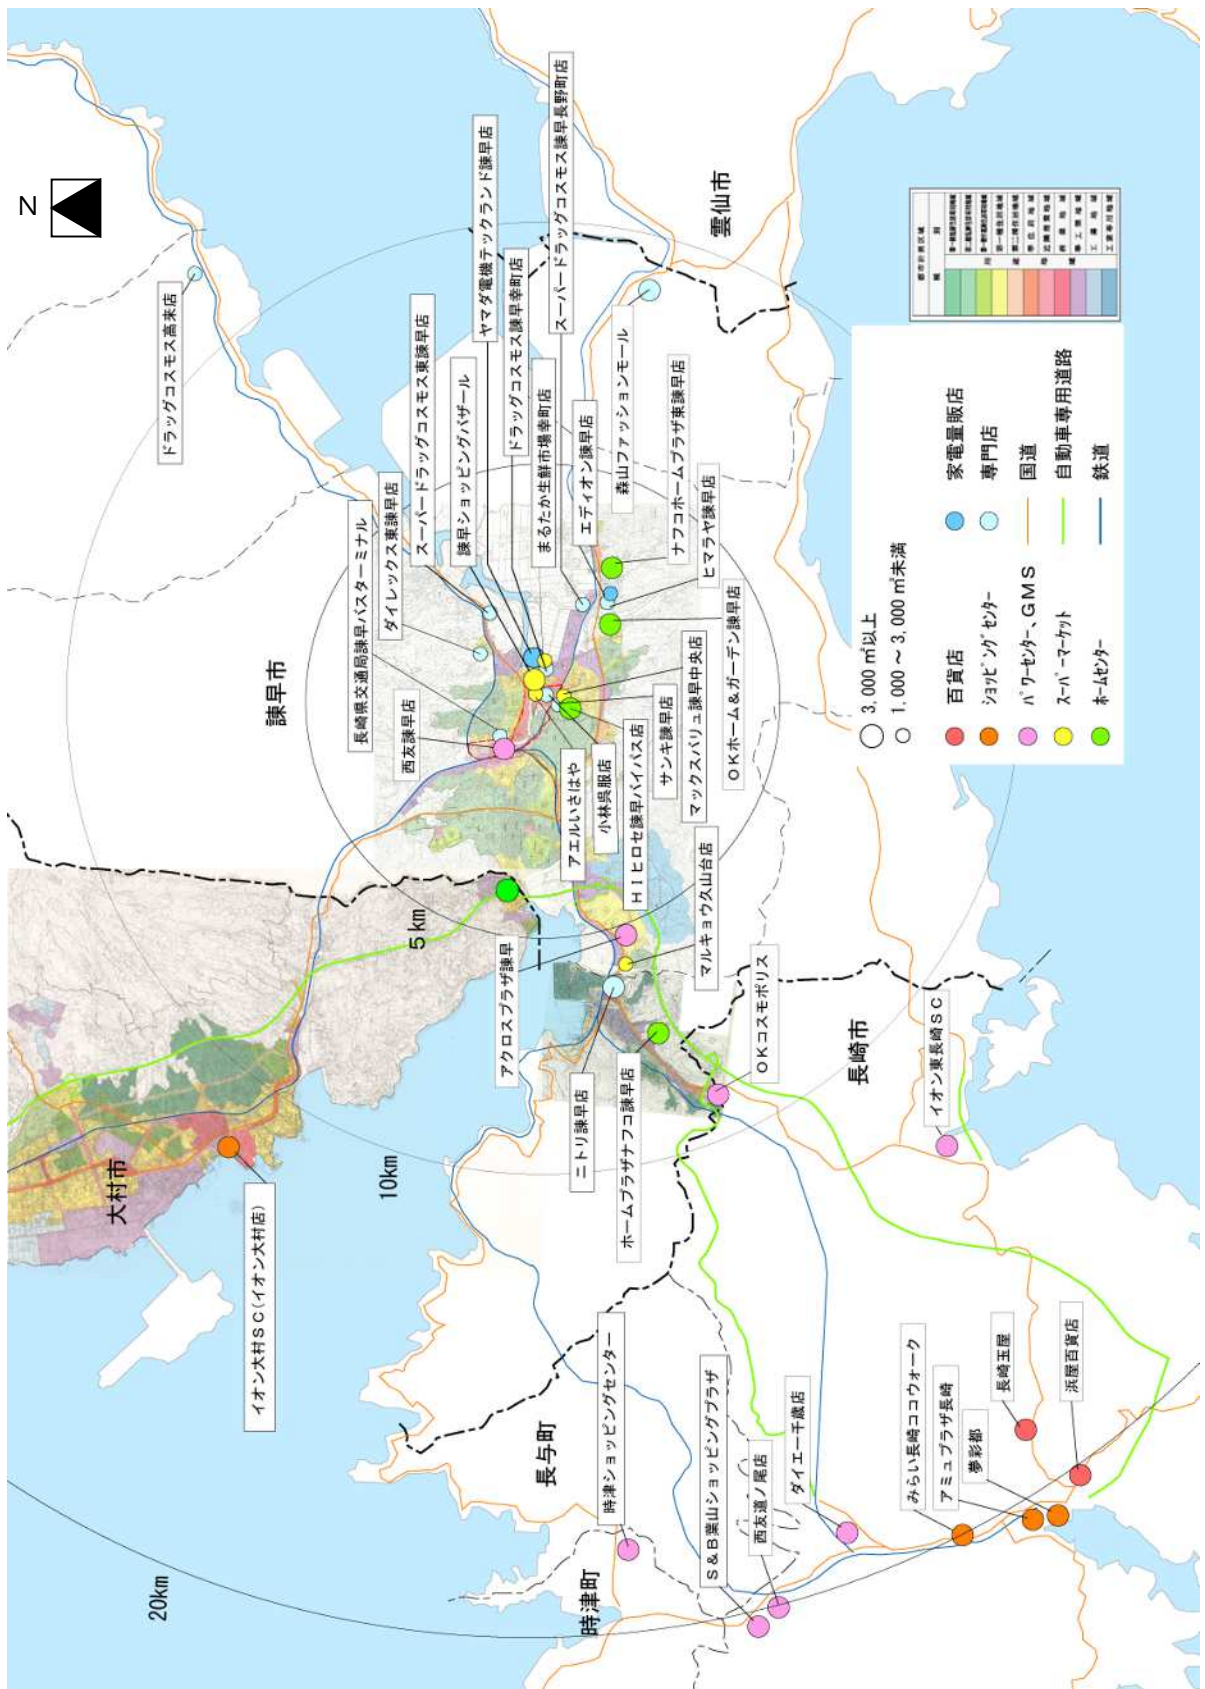 N
ドラッグコスモス高来店
諫早市
雲仙市
長崎県交通局諫早バスターミナル
ダイレックス東諫早店
スーパードラッグコスモス東諫早店
諫早ショッピングバザール
ヤマダ電機テックランド諫早店
ドラッグコスモス諫早幸町店
まるたか生鮮市場幸町店
スーパードラッグコスモス諫早長野町店
エディオン諫早店
森山ファッションモール
ナフコホームプラザ東諫早店
ヒマラヤ諫早店
OKホーム&ガーデン諫早店
マックスバリュ諫早中央店
サンキ諫早店
HIヒロセ諫早バイパス店
小林呉服店
アエルいさはや
西友諫早店
マルキョウ久山台店
アクロスプラザ諫早
OKコスモポリス
ニトリ諫早店
ホームプラザナフコ諫早店
5km
10km
20km
大村市
イオン大村SC(イオン大村店)
長崎市
イオン東長崎SC
長与町
時津町
時津ショッピングセンター
S&B葉山ショッピングプラザ
西友道ノ尾店
ダイエー千歳店
みらい長崎ココウォーク
アミュプラザ長崎
夢彩都
長崎玉屋
浜屋百貨店
3,000㎡以上
1,000～3,000㎡未満
百貨店
ショッピングセンター
パワーセンター、GMS
スーパーマーケット
ホームセンター
家電量販店
専門店
国道
自動車専用道路
鉄道
都市計画区域